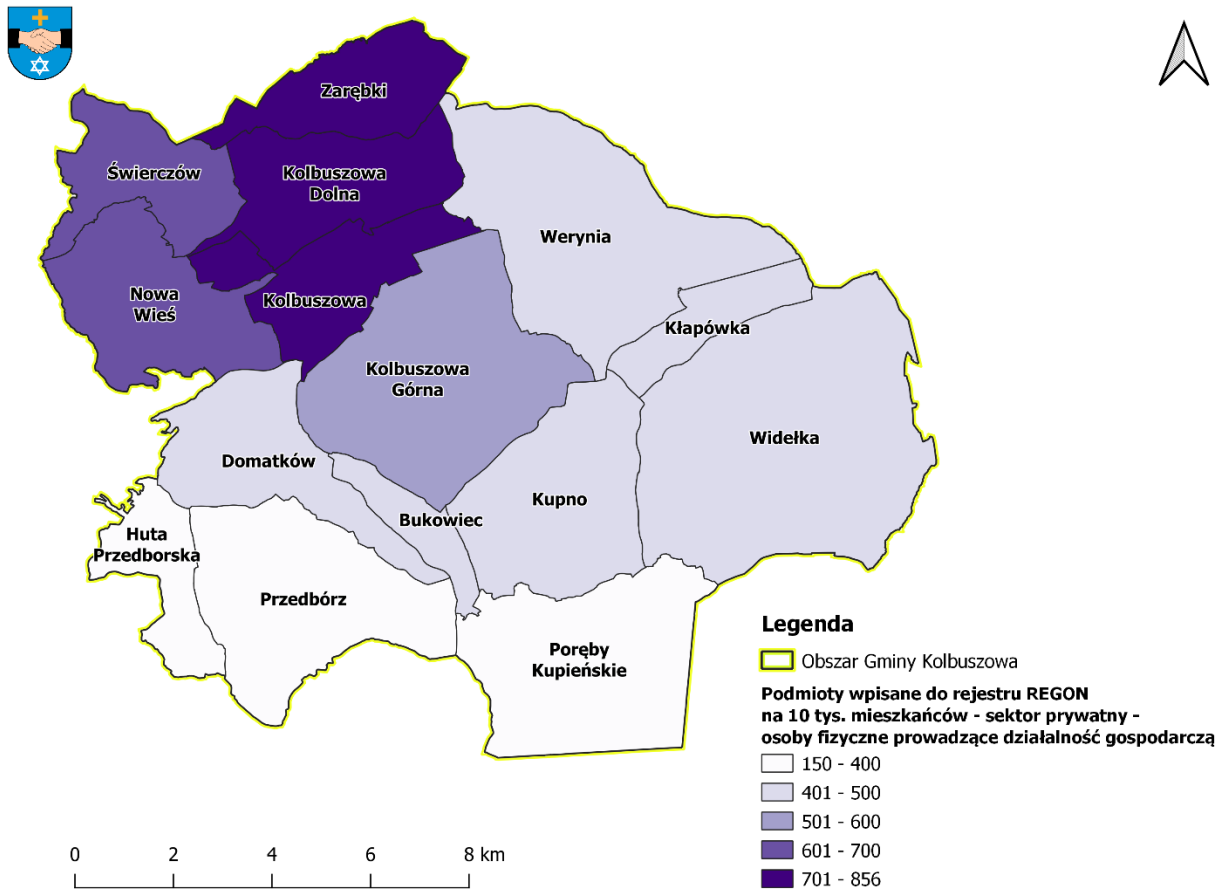 Zarębki
Świerczów
Kolbuszowa
Dolna
Werynia
Nowa
Wieś
Kolbuszowa
Kłapówka
Kolbuszowa
Górna
Widełka
Domatków
Kupno
Bukowiec
Huta
Przedborska
Przedbórz
Poręby
Kupieńskie
Legenda
Obszar Gminy Kolbuszowa
Podmioty wpisane do rejestru REGON
na 10 tys. mieszkańców - sektor prywatny -
osoby fizyczne prowadzące działalność gospodarczą
150 - 400
401 - 500
501 - 600
601 - 700
701 - 856
0 2 4 6 8 km